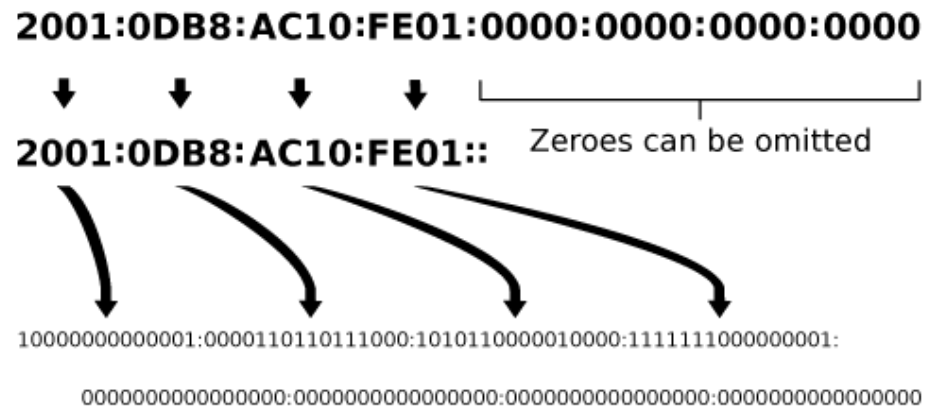 2001:0DB8:AC10:FE01:0000:0000:0000:0000
Zeroes can be omitted
2001:0DB8:AC10:FE01::
10000000000001:0000110110111000:1010110000010000:1111111000000001:
0000000000000000:0000000000000000:0000000000000000:0000000000000000